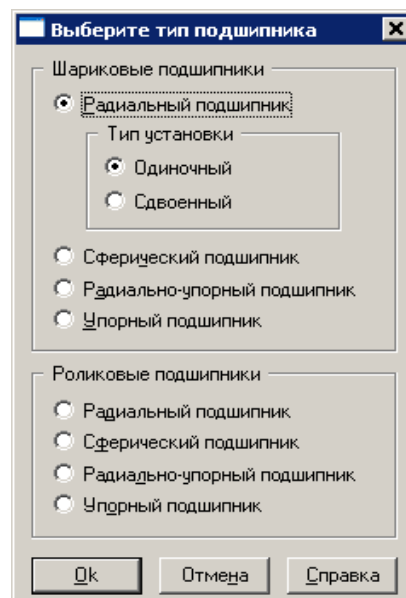 Выберите тип подшипника
Шариковые подшипники
Радиальный подшипник
Тип установки
Одиночный
Сдвоенный
Сферический подшипник
Радиально-упорный подшипник
Упорный подшипник
Роликовые подшипники
Радиальный подшипник
Сферический подшипник
Радиально-упорный подшипник
Упорный подшипник
Ok Отмена Справка